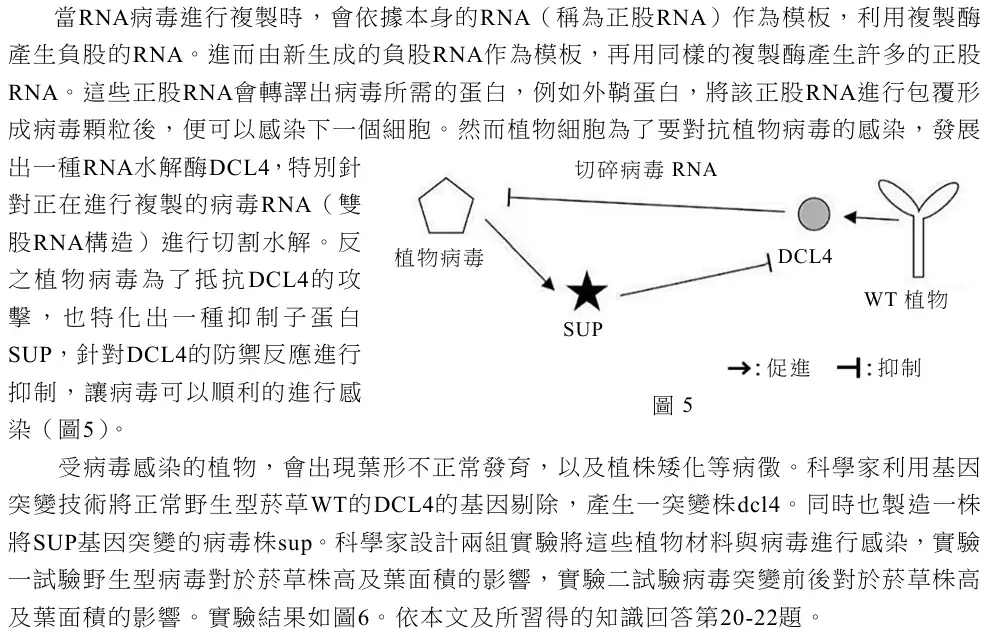 當RNA病毒進行複製時，會依據本身的RNA（稱為正股RNA）作為模板，利用複製酶
產生負股的RNA。進而由新生成的負股RNA作為模板，再用同樣的複製酶產生許多的正股
RNA。這些正股RNA會轉譯出病毒所需的蛋白，例如外鞘蛋白，將該正股RNA進行包覆形
成病毒顆粒後，便可以感染下一個細胞。然而植物細胞為了要對抗植物病毒的感染，發展
出一種RNA水解酶DCL4，特別針
對正在進行複製的病毒RNA（雙
股RNA構造）進行切割水解。反
之植物病毒為了抵抗DCL4的攻
擊，也特化出一種抑制子蛋白
SUP，針對DCL4的防禦反應進行
抑制，讓病毒可以順利的進行感
染（圖5）。
切碎病毒 RNA
植物病毒
DCL4
WT 植物
SUP
→：促進 ⊣：抑制
圖 5
受病毒感染的植物，會出現葉形不正常發育，以及植株矮化等病徵。科學家利用基因
突變技術將正常野生型菸草WT的DCL4的基因剔除，產生一突變株dcl4。同時也製造一株
將SUP基因突變的病毒株sup。科學家設計兩組實驗將這些植物材料與病毒進行感染，實驗
一試驗野生型病毒對於菸草株高及葉面積的影響，實驗二試驗病毒突變前後對於菸草株高
及葉面積的影響。實驗結果如圖6。依本文及所習得的知識回答第20-22題。